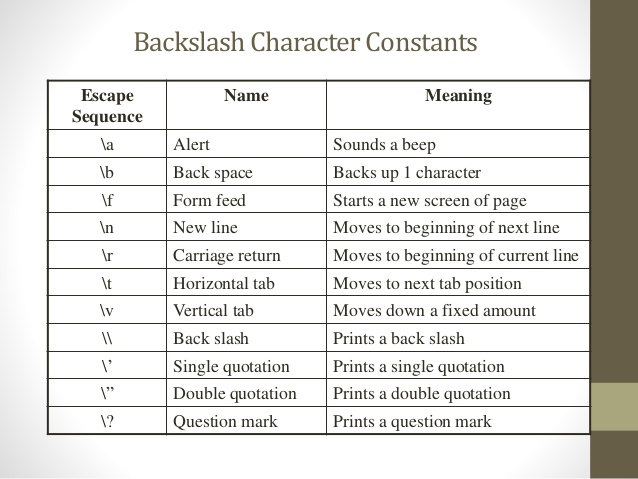 Backslash Character Constants
Escape Sequence Name Meaning
\a Alert Sounds a beep
\b Back space Backs up 1 character
\f Form feed Starts a new screen of page
\n New line Moves to beginning of next line
\r Carriage return Moves to beginning of current line
\t Horizontal tab Moves to next tab position
\v Vertical tab Moves down a fixed amount
\\ Back slash Prints a back slash
\’ Single quotation Prints a single quotation
\” Double quotation Prints a double quotation
\? Question mark Prints a question mark